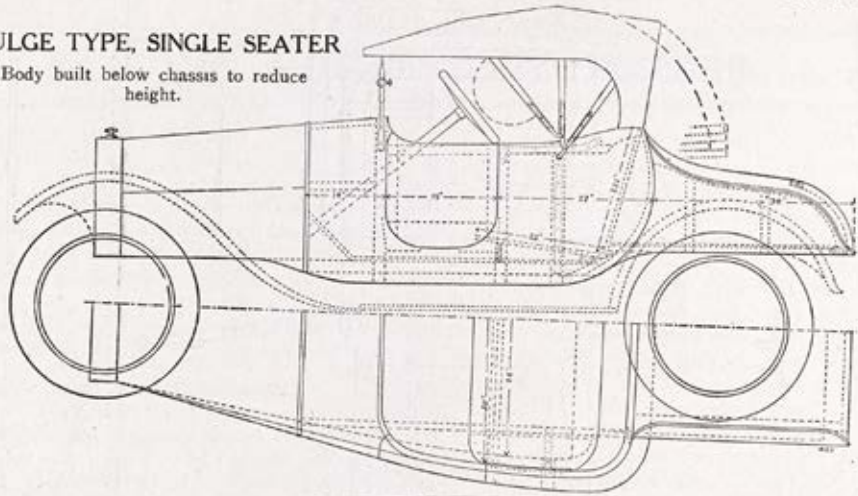 ULGE TYPE, SINGLE SEATER
Body built below chassis to reduce
height.